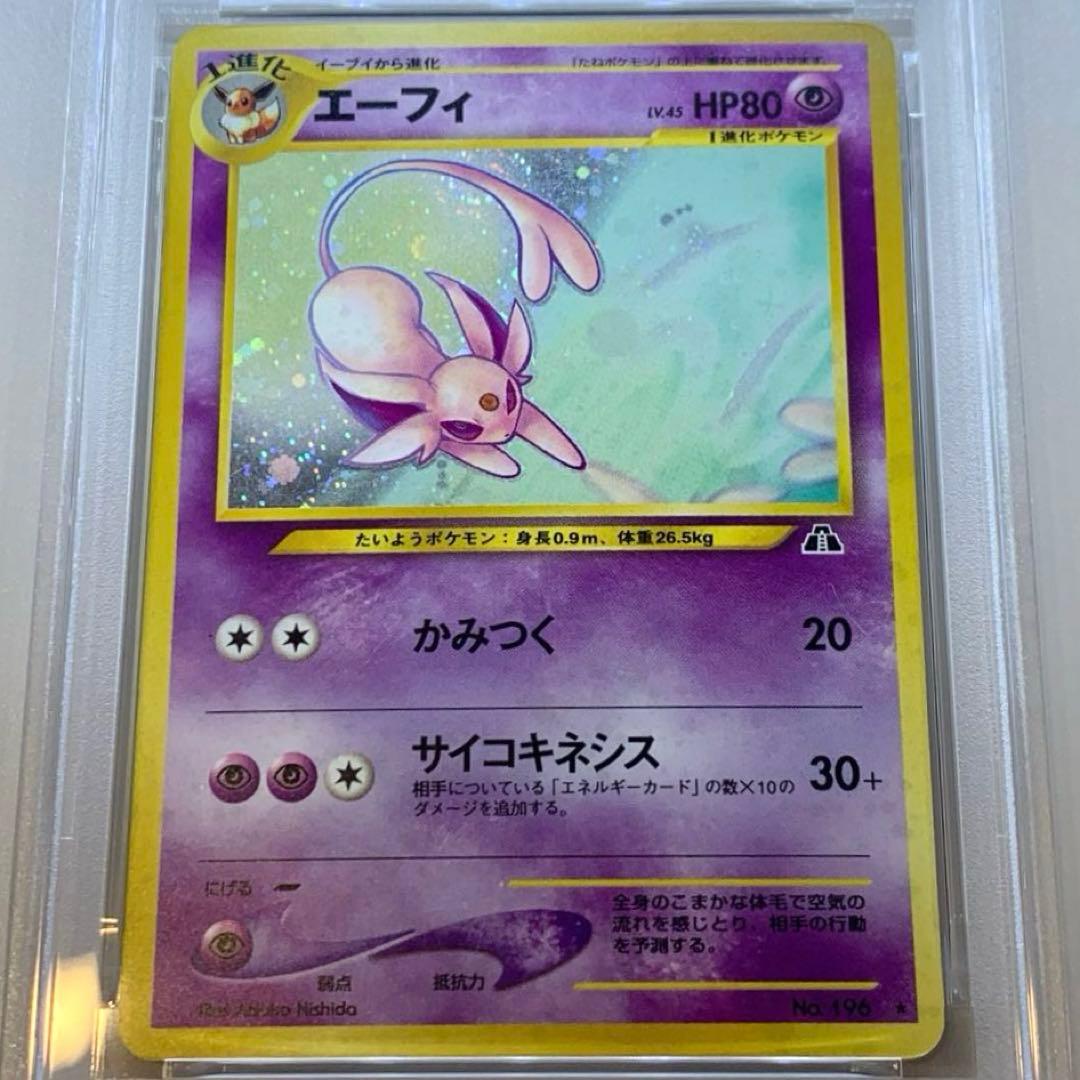 1進化
イーブイから進化
「たねポケモン」の上に重ねて進化させます。
エーフィ
LV.45 HP80
1進化ポケモン
たいようポケモン：身長0.9m、体重26.5kg
かみつく 20
サイコキネシス 30+
相手についている「エネルギーカード」の数×10の
ダメージを追加する。
にげる
全身のこまかな体毛で空気の
流れを感じとり、相手の行動
を予測する。
弱点 抵抗力
Illus. Atsuko Nishida
No. 196